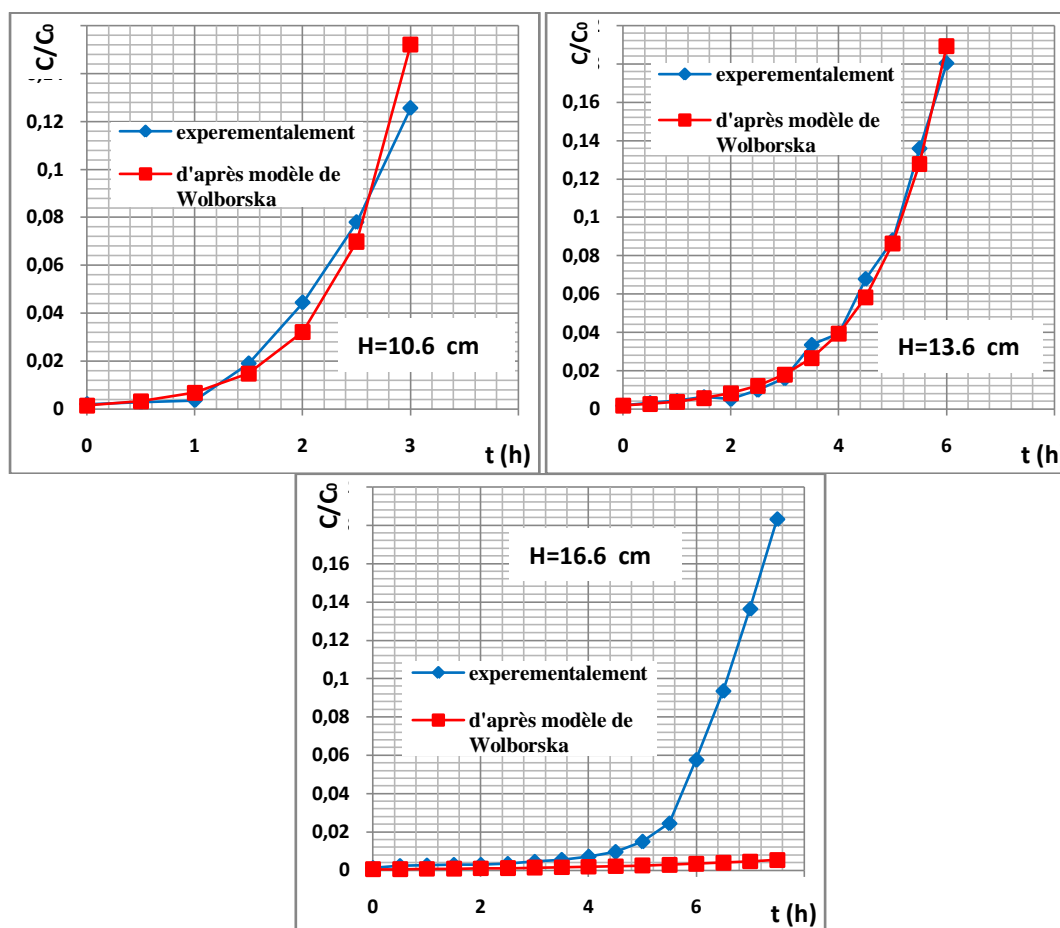 C/C₀
0,12
0,1
0,08
0,06
0,04
0,02
0
experementalement
d'après modèle de
Wolborska
H=10.6 cm
0 1 2 3
t (h)
C/C₀
0,16
0,14
0,12
0,1
0,08
0,06
0,04
0,02
0
experementalement
d'après modèle de
Wolborska
H=13.6 cm
0 2 4 6
t (h)
C/C₀
0,16
0,14
0,12
0,1
0,08
0,06
0,04
0,02
0
H=16.6 cm
experementalement
d'après modèle de
Wolborska
0 2 4 6
t (h)